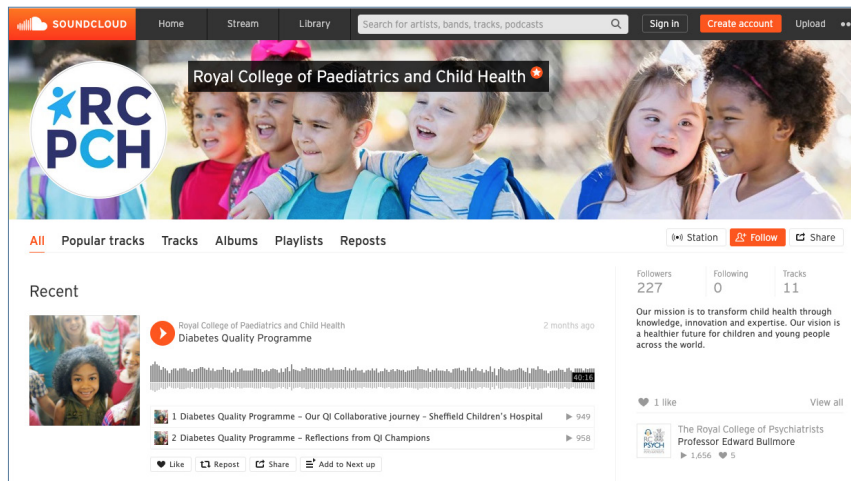 SOUNDCLOUD Home Stream Library Search for artists, bands, tracks, podcasts Sign in Create account Upload
Royal College of Paediatrics and Child Health
RC
PCH
All Popular tracks Tracks Albums Playlists Reposts Station Follow Share
Followers Following Tracks
227 0 11
Our mission is to transform child health through
knowledge, innovation and expertise. Our vision is
a healthier future for children and young people
across the world.
Recent
Royal College of Paediatrics and Child Health 2 months ago
Diabetes Quality Programme
40:16
1 Diabetes Quality Programme – Our QI Collaborative journey – Sheffield Children's Hospital 949
2 Diabetes Quality Programme – Reflections from QI Champions 958
Like Repost Share Add to Next up
1 like View all
RC
PSYCH
The Royal College of Psychiatrists
Professor Edward Bullmore
1,656 5